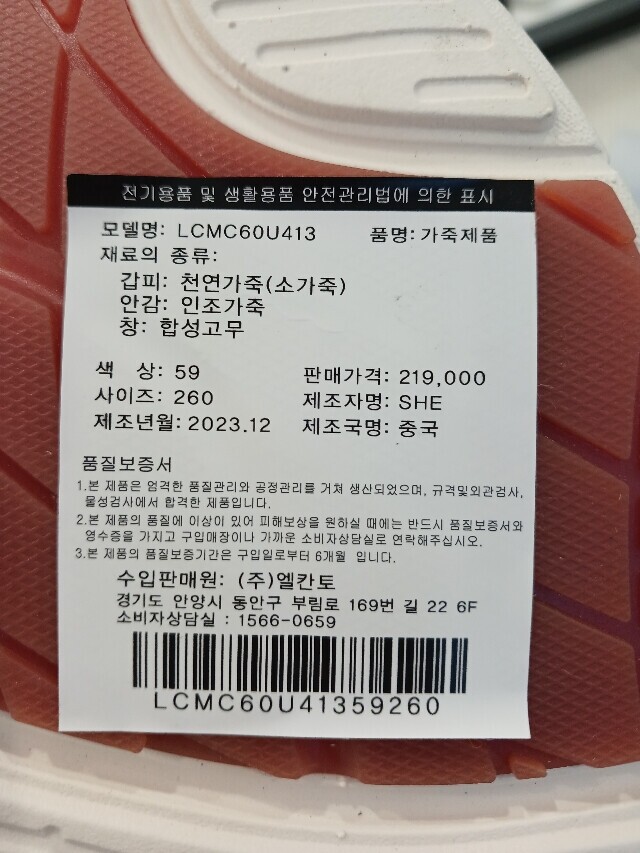 전기용품 및 생활용품 안전관리법에 의한 표시
모델명: LCMC60U413 품명:가죽제품
재료의 종류:
갑피: 천연가죽(소가죽)
안감: 인조가죽
창: 합성고무
색 상: 59 판매가격: 219,000
사이즈: 260 제조자명: SHE
제조년월: 2023.12 제조국명: 중국
품질보증서
1.본 제품은 엄격한 품질관리와 공정관리를 거쳐 생산되었으며, 규격및외관검사,
물성검사에서 합격한 제품입니다.
2.본 제품의 품질에 이상이 있어 피해보상을 원하실 때에는 반드시 품질보증서와
영수증을 가지고 구입매장이나 가까운 소비자상담실로 연락해주십시오.
3.본 제품의 품질보증기간은 구입일로부터 6개월 입니다.
수입판매원: (주)엘칸토
경기도 안양시 동안구 부림로 169번 길 22 6F
소비자상담실 : 1566-0659
LCMC60U41359260